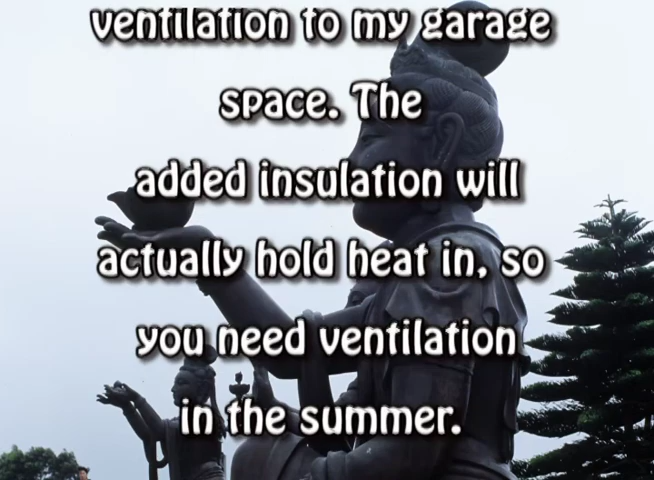 ventilation to my garage
space. The
added insulation will
actually hold heat in, so
you need ventilation
in the summer.